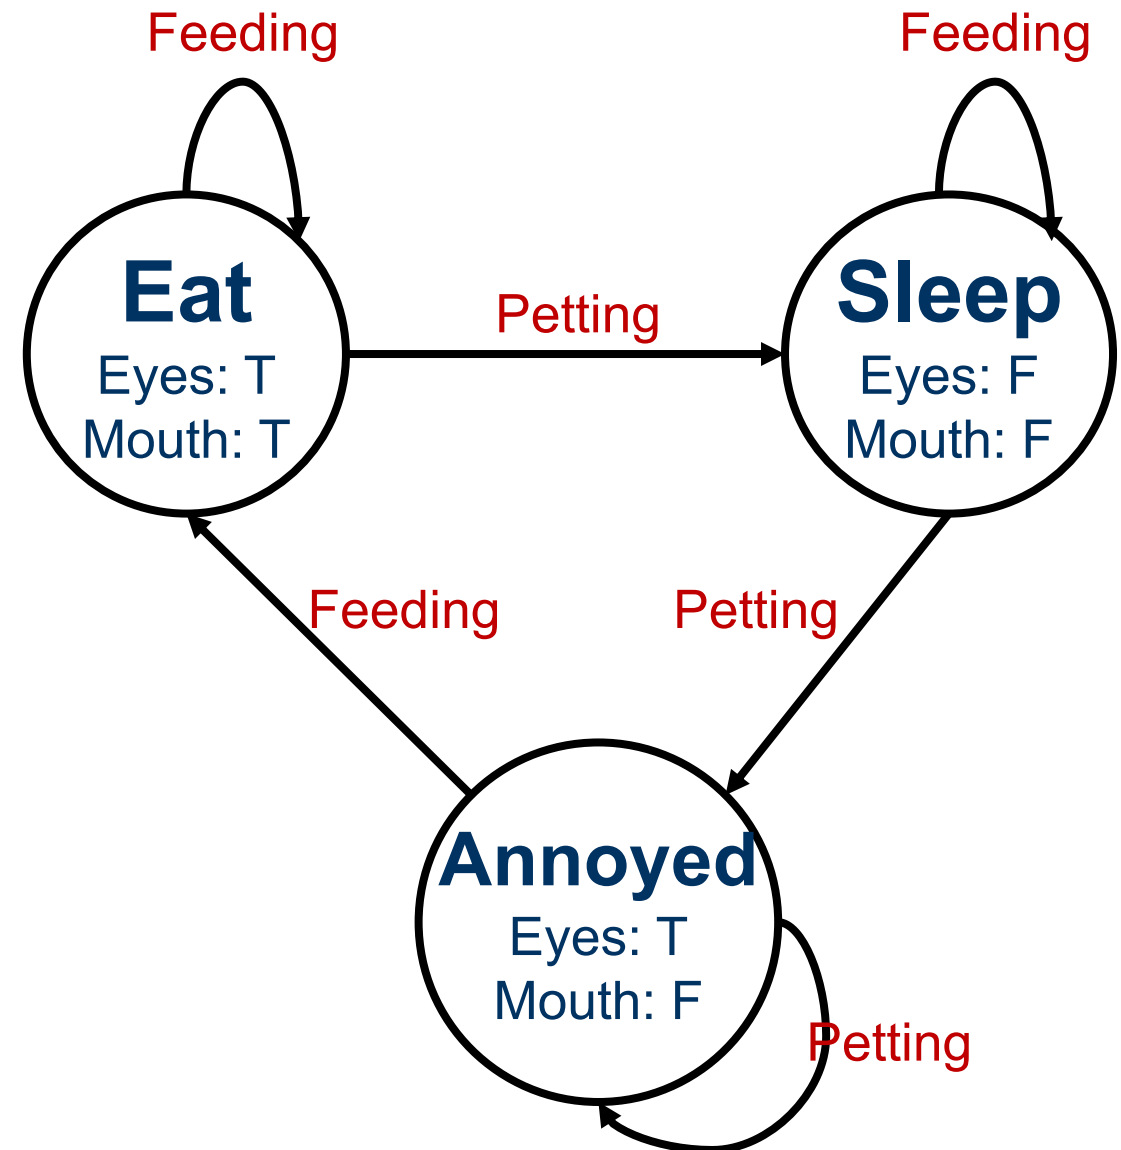 Feeding
Feeding
Eat
Eyes: T
Mouth: T
Petting
Sleep
Eyes: F
Mouth: F
Feeding
Petting
Annoyed
Eyes: T
Mouth: F
Petting